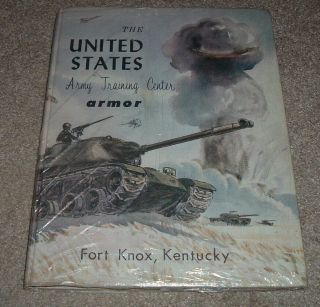 THE
UNITED
STATES
Army Training Center
armor
Fort Knox, Kentucky